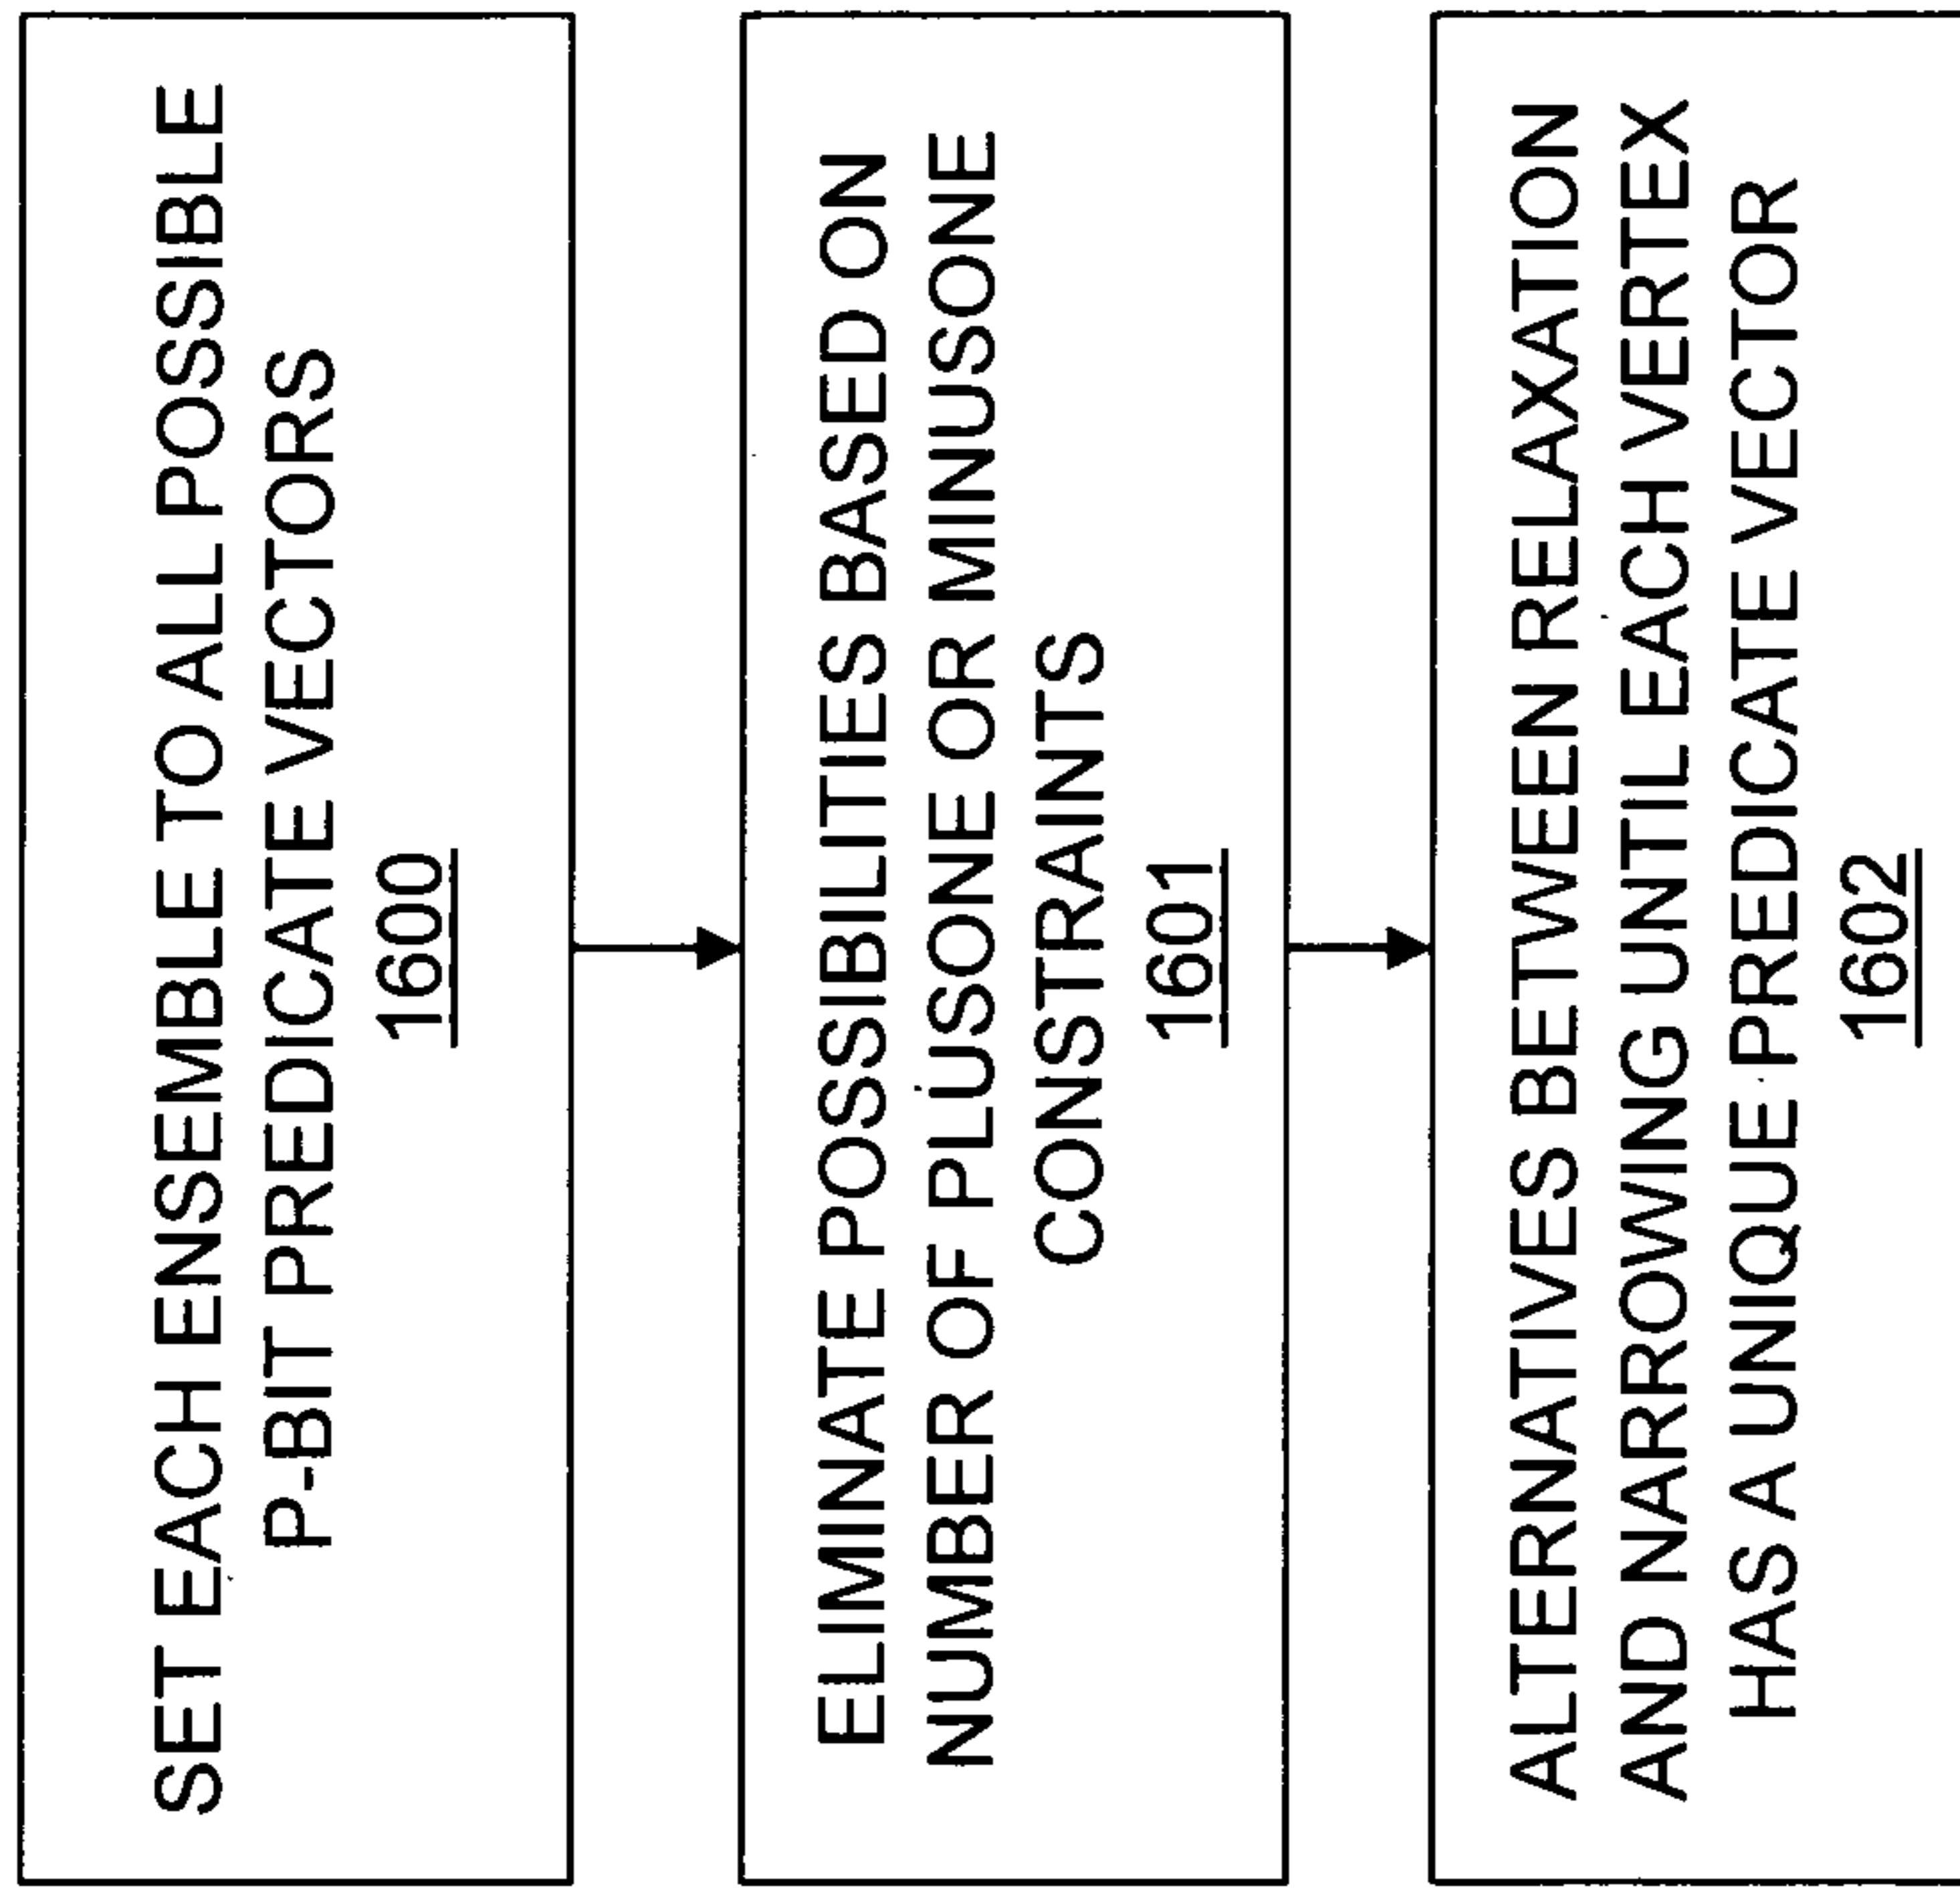 SET EACH ENSEMBLE TO ALL POSSIBLE
P-BIT PREDICATE VECTORS
1600
ELIMINATE POSSIBILITIES BASED ON
NUMBER OF PLUSONE OR MINUSONE
CONSTRAINTS
1601
ALTERNATIVES BETWEEN RELAXATION
AND NARROWING UNTIL EACH VERTEX
HAS A UNIQUE PREDICATE VECTOR
1602